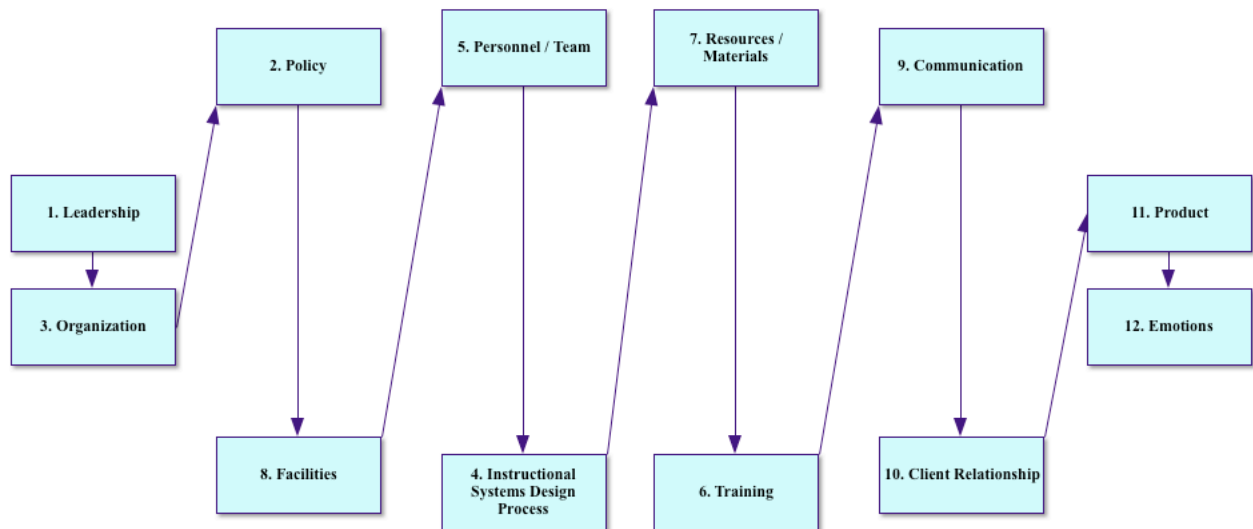 1. Leadership
3. Organization
2. Policy
8. Facilities
5. Personnel / Team
4. Instructional
Systems Design
Process
7. Resources /
Materials
6. Training
9. Communication
10. Client Relationship
11. Product
12. Emotions